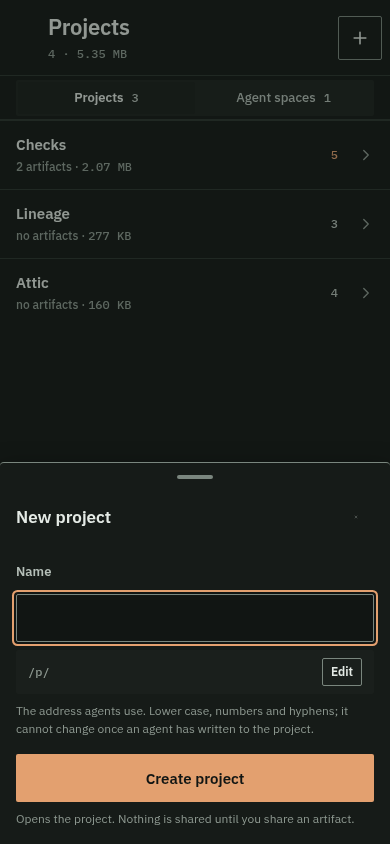 Projects
4 · 5.35 MB
Projects 3
Agent spaces 1
Checks
2 artifacts · 2.07 MB
5
Lineage
no artifacts · 277 KB
3
Attic
no artifacts · 160 KB
4
New project
Name
/p/
Edit
The address agents use. Lower case, numbers and hyphens; it
cannot change once an agent has written to the project.
Create project
Opens the project. Nothing is shared until you share an artifact.